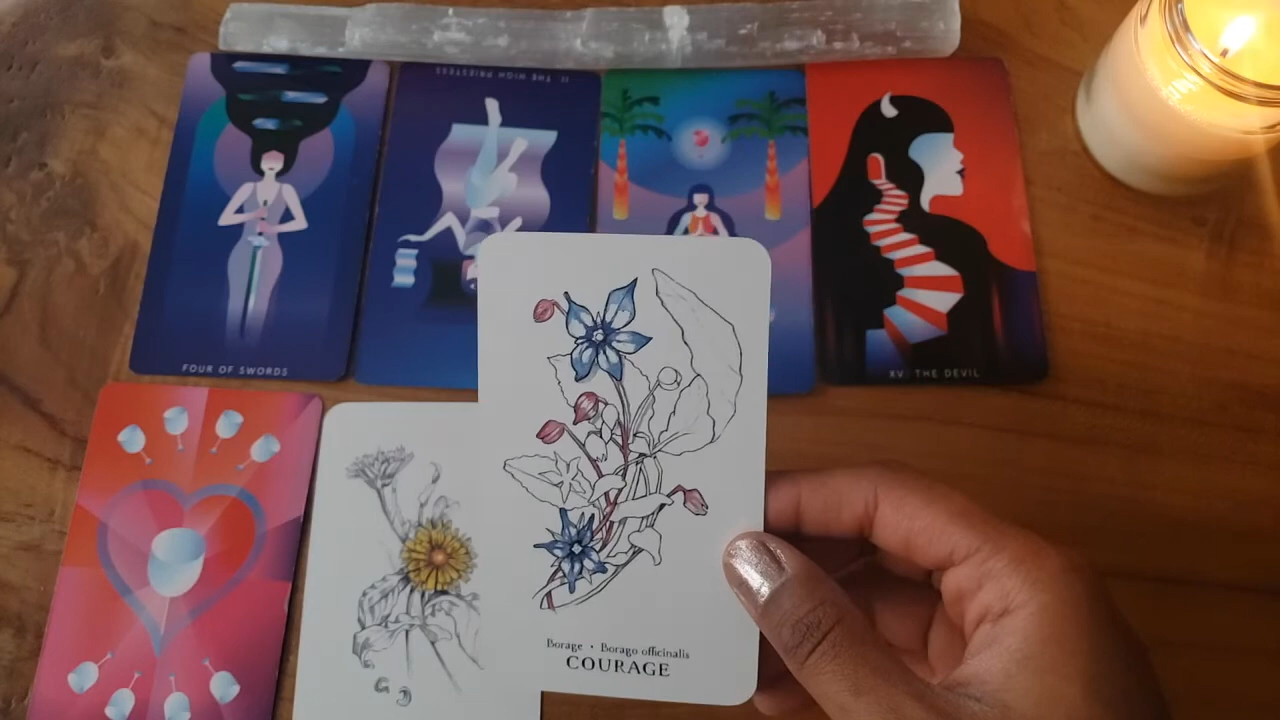 II THE HIGH PRIESTESS
FOUR OF SWORDS
XV. THE DEVIL
Borage • Borago officinalis
COURAGE